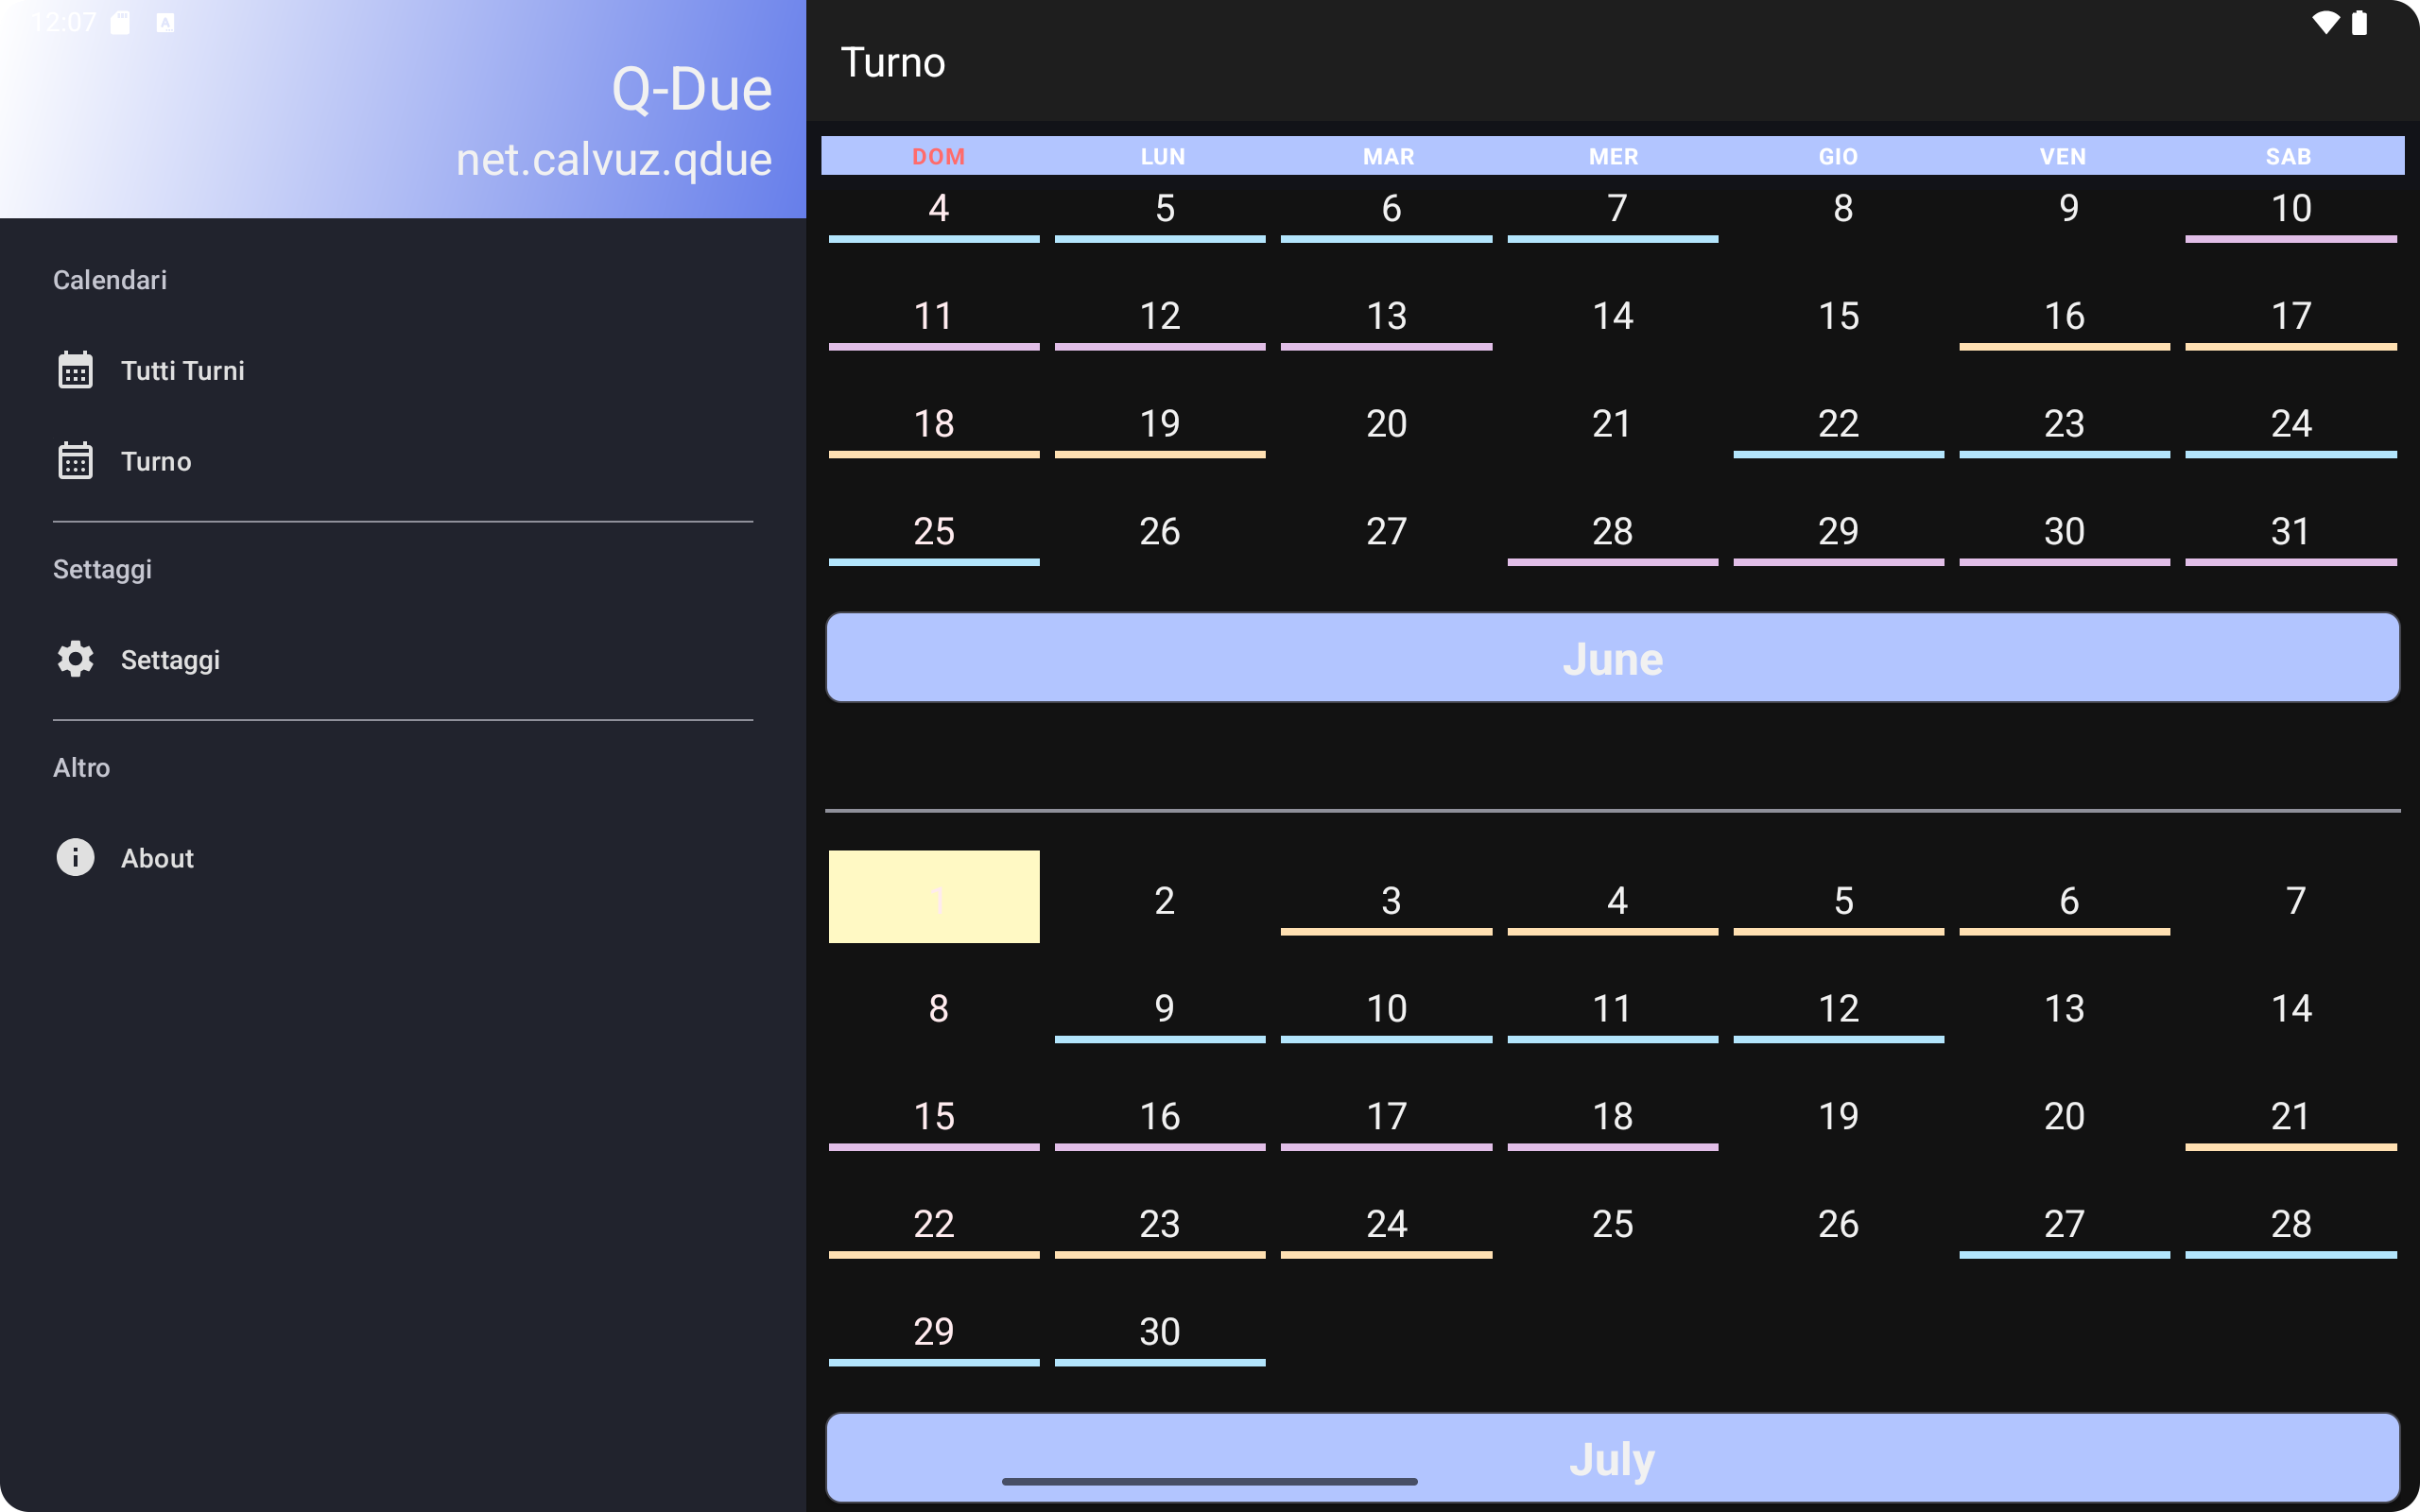 12:07
Q-Due
net.calvuz.qdue
Calendari
Tutti Turni
Turno
Settaggi
Settaggi
Altro
About
Turno
DOM LUN MAR MER GIO VEN SAB
4 5 6 7 8 9 10
11 12 13 14 15 16 17
18 19 20 21 22 23 24
25 26 27 28 29 30 31
June
1 2 3 4 5 6 7
8 9 10 11 12 13 14
15 16 17 18 19 20 21
22 23 24 25 26 27 28
29 30
July